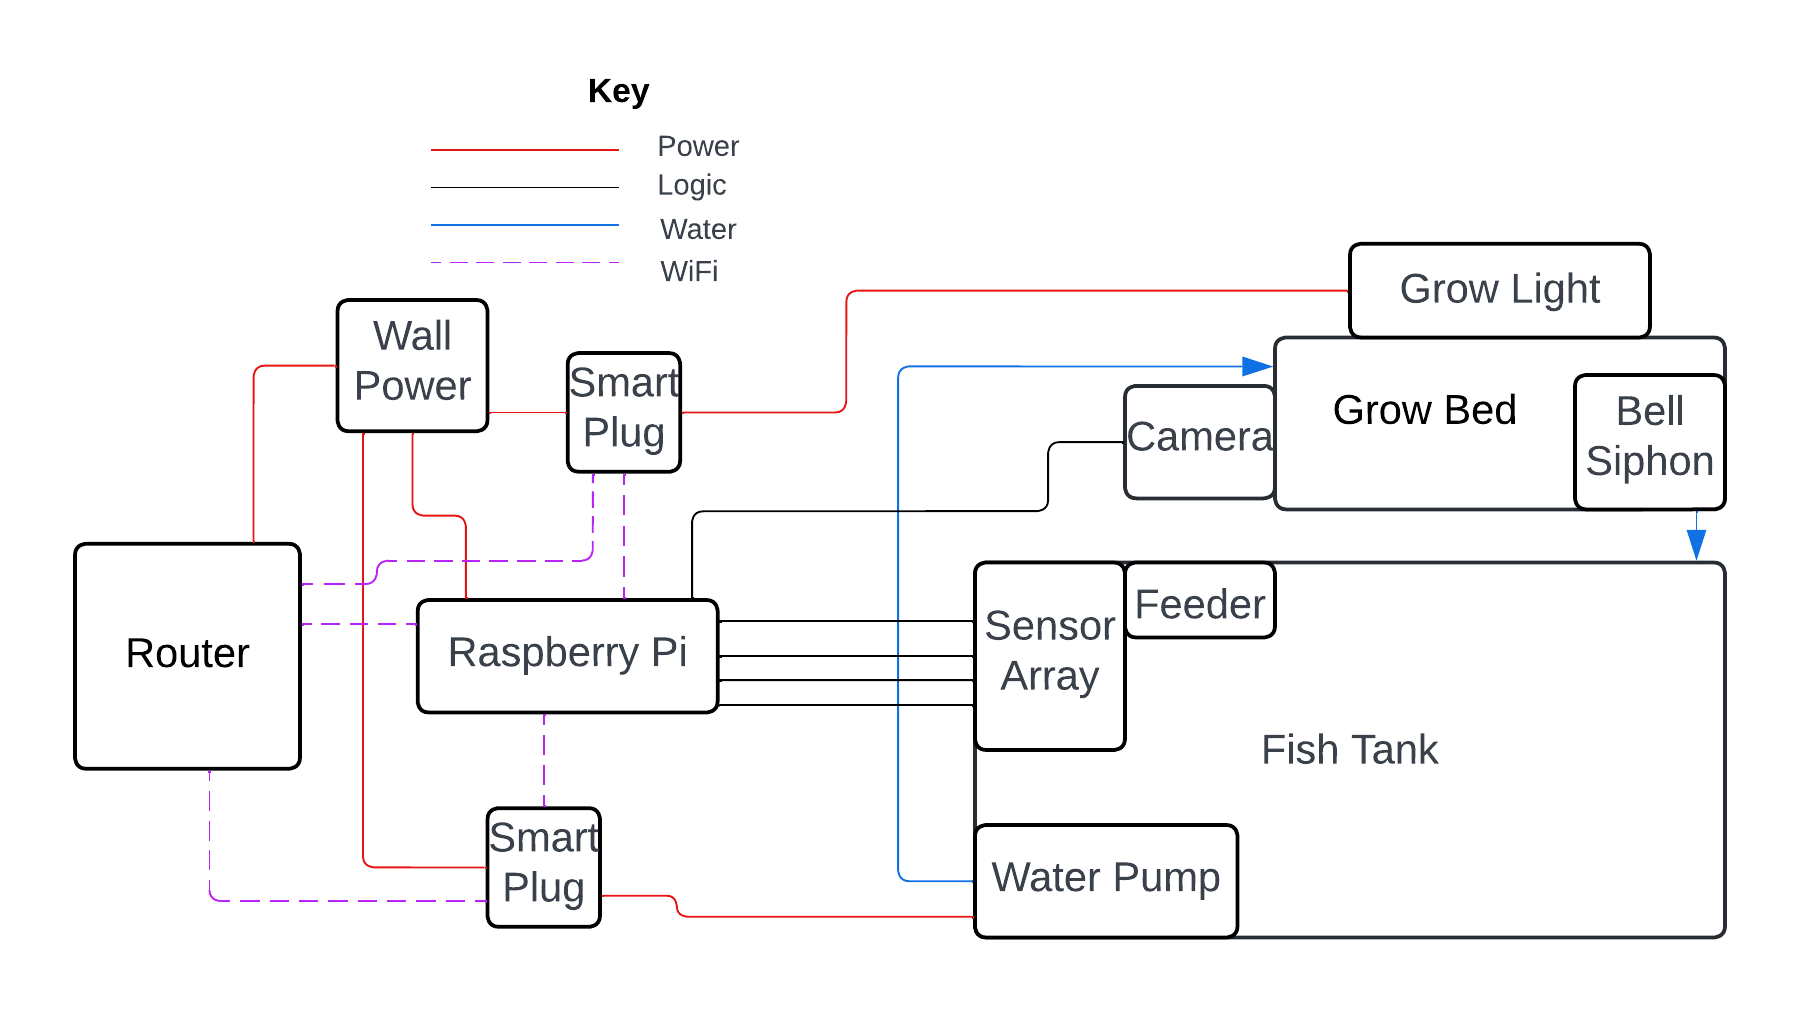 Key
Power
Logic
Water
WiFi
Grow Light
Wall
Power
Smart
Plug
Grow Bed
Bell
Siphon
Camera
Router
Raspberry Pi
Sensor
Array
Feeder
Fish Tank
Smart
Plug
Water Pump